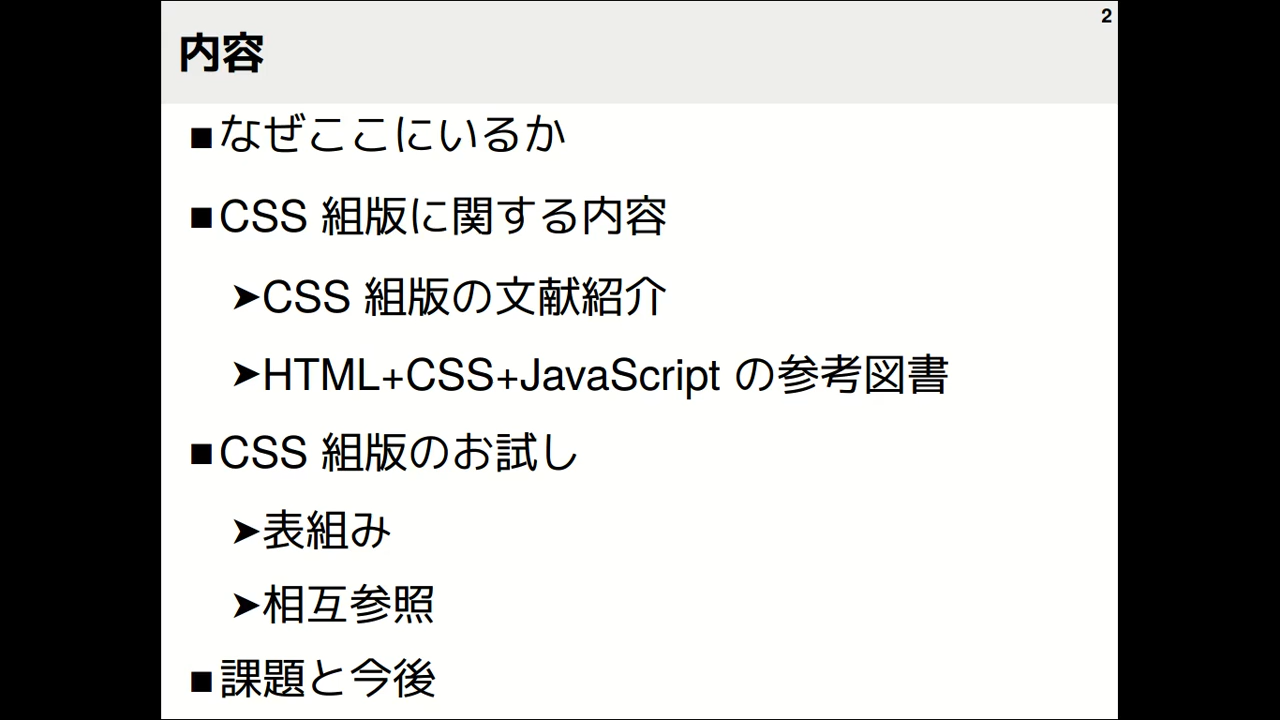 2
内容
■なぜここにいるか
■CSS 組版に関する内容
➤CSS 組版の文献紹介
➤HTML+CSS+JavaScript の参考図書
■CSS 組版のお試し
➤表組み
➤相互参照
■課題と今後